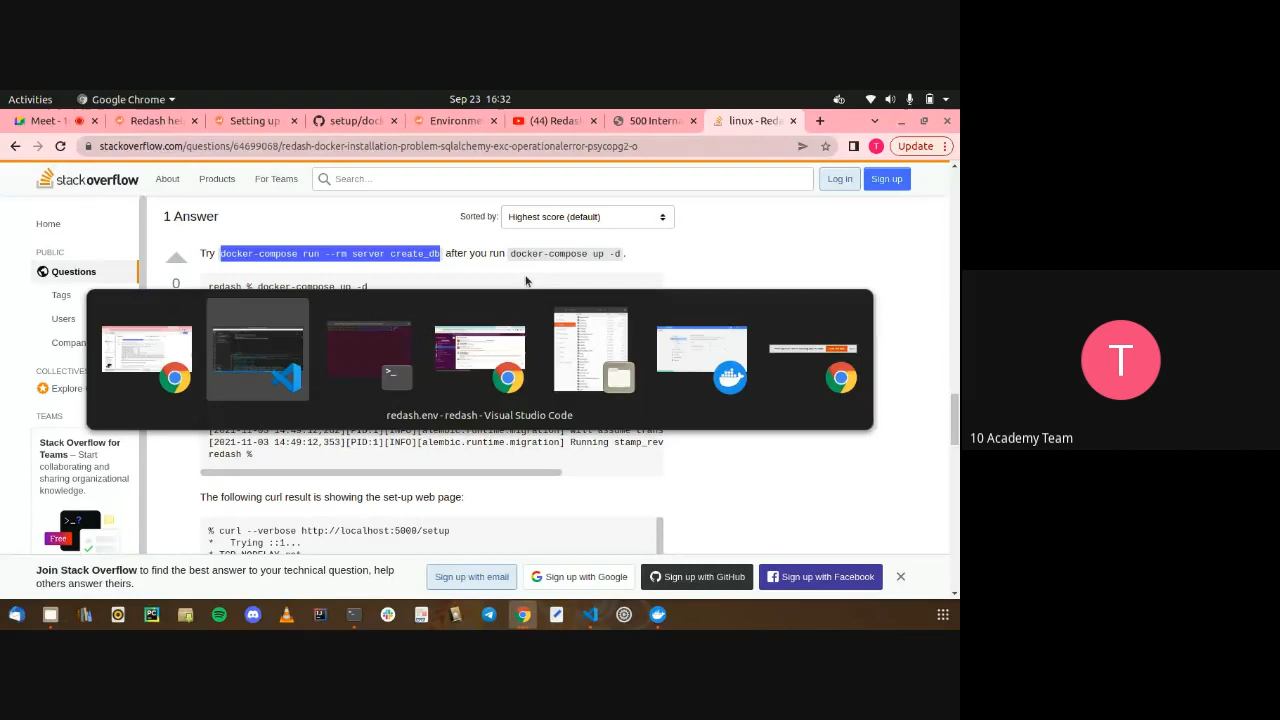 Activities
Google Chrome
Sep 23 16:32
Meet - 1
Redash hel
Setting up
setup/doc
Environme
(44) Redas
500 Intern
linux - Reda
stackoverflow.com/questions/64699068/redash-docker-installation-problem-sqlalchemy-exc-operationalerror-psycopg2-o
T
Update
stackoverflow
About
Products
For Teams
Search...
Log in
Sign up
Home
PUBLIC
Questions
Tags
Users
Compan
COLLECTIVES
Explore
TEAMS
Stack Overflow for
Teams – Start
collaborating and
sharing organizational
knowledge.
Free
1 Answer
Sorted by:
Highest score (default)
Try docker-compose run --rm server create_db after you run docker-compose up -d.
0
redash % docker-compose up -d
redash.env - redash - Visual Studio Code
[2021-11-03 14:49:12,353][PID:1][INFO][alembic.runtime.migration] Running stamp_rev
redash %
The following curl result is showing the set-up web page:
% curl --verbose http://localhost:5000/setup
* Trying ::1...
Join Stack Overflow to find the best answer to your technical question, help
others answer theirs.
Sign up with email
Sign up with Google
Sign up with GitHub
Sign up with Facebook
T
10 Academy Team